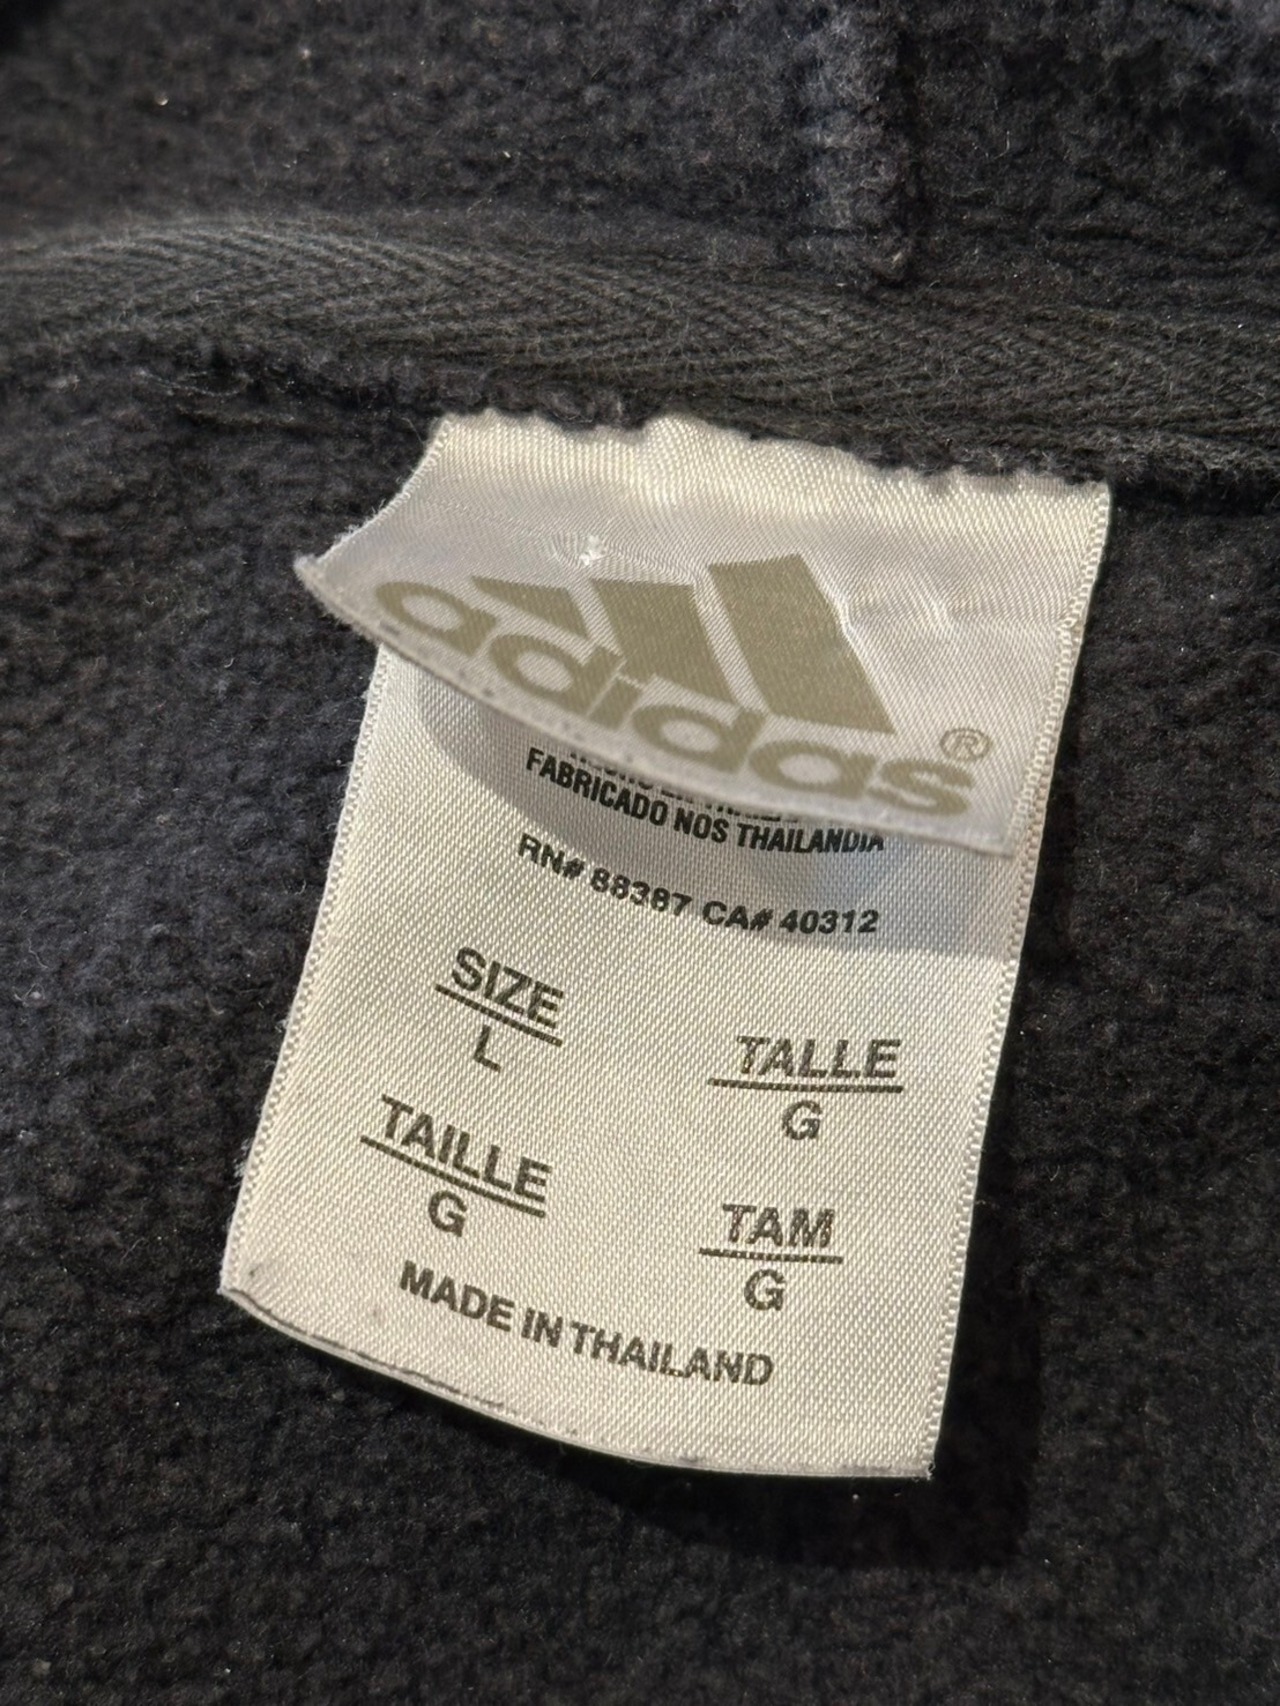 adidas®
FABRICADO NOS THAILANDIA
RN# 88387 CA# 40312
SIZE
L
TALLE
G
TAILLE
G
TAM
G
MADE IN THAILAND